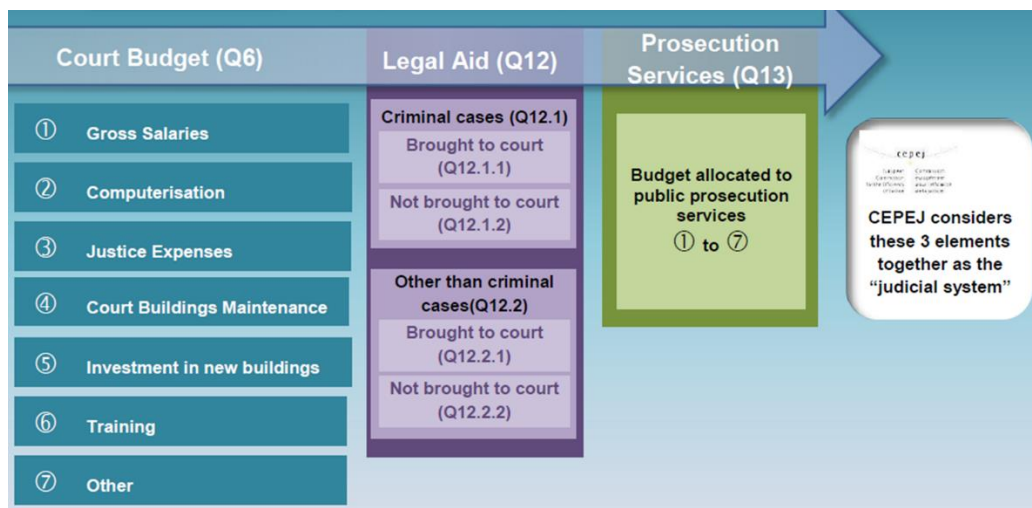 Court Budget (Q6)
① Gross Salaries
② Computerisation
③ Justice Expenses
④ Court Buildings Maintenance
⑤ Investment in new buildings
⑥ Training
⑦ Other
Legal Aid (Q12)
Criminal cases (Q12.1)
Brought to court
(Q12.1.1)
Not brought to court
(Q12.1.2)
Other than criminal
cases(Q12.2)
Brought to court
(Q12.2.1)
Not brought to court
(Q12.2.2)
Prosecution
Services (Q13)
Budget allocated to
public prosecution
services
① to ⑦
cepej
CEPEJ considers
these 3 elements
together as the
“judicial system”